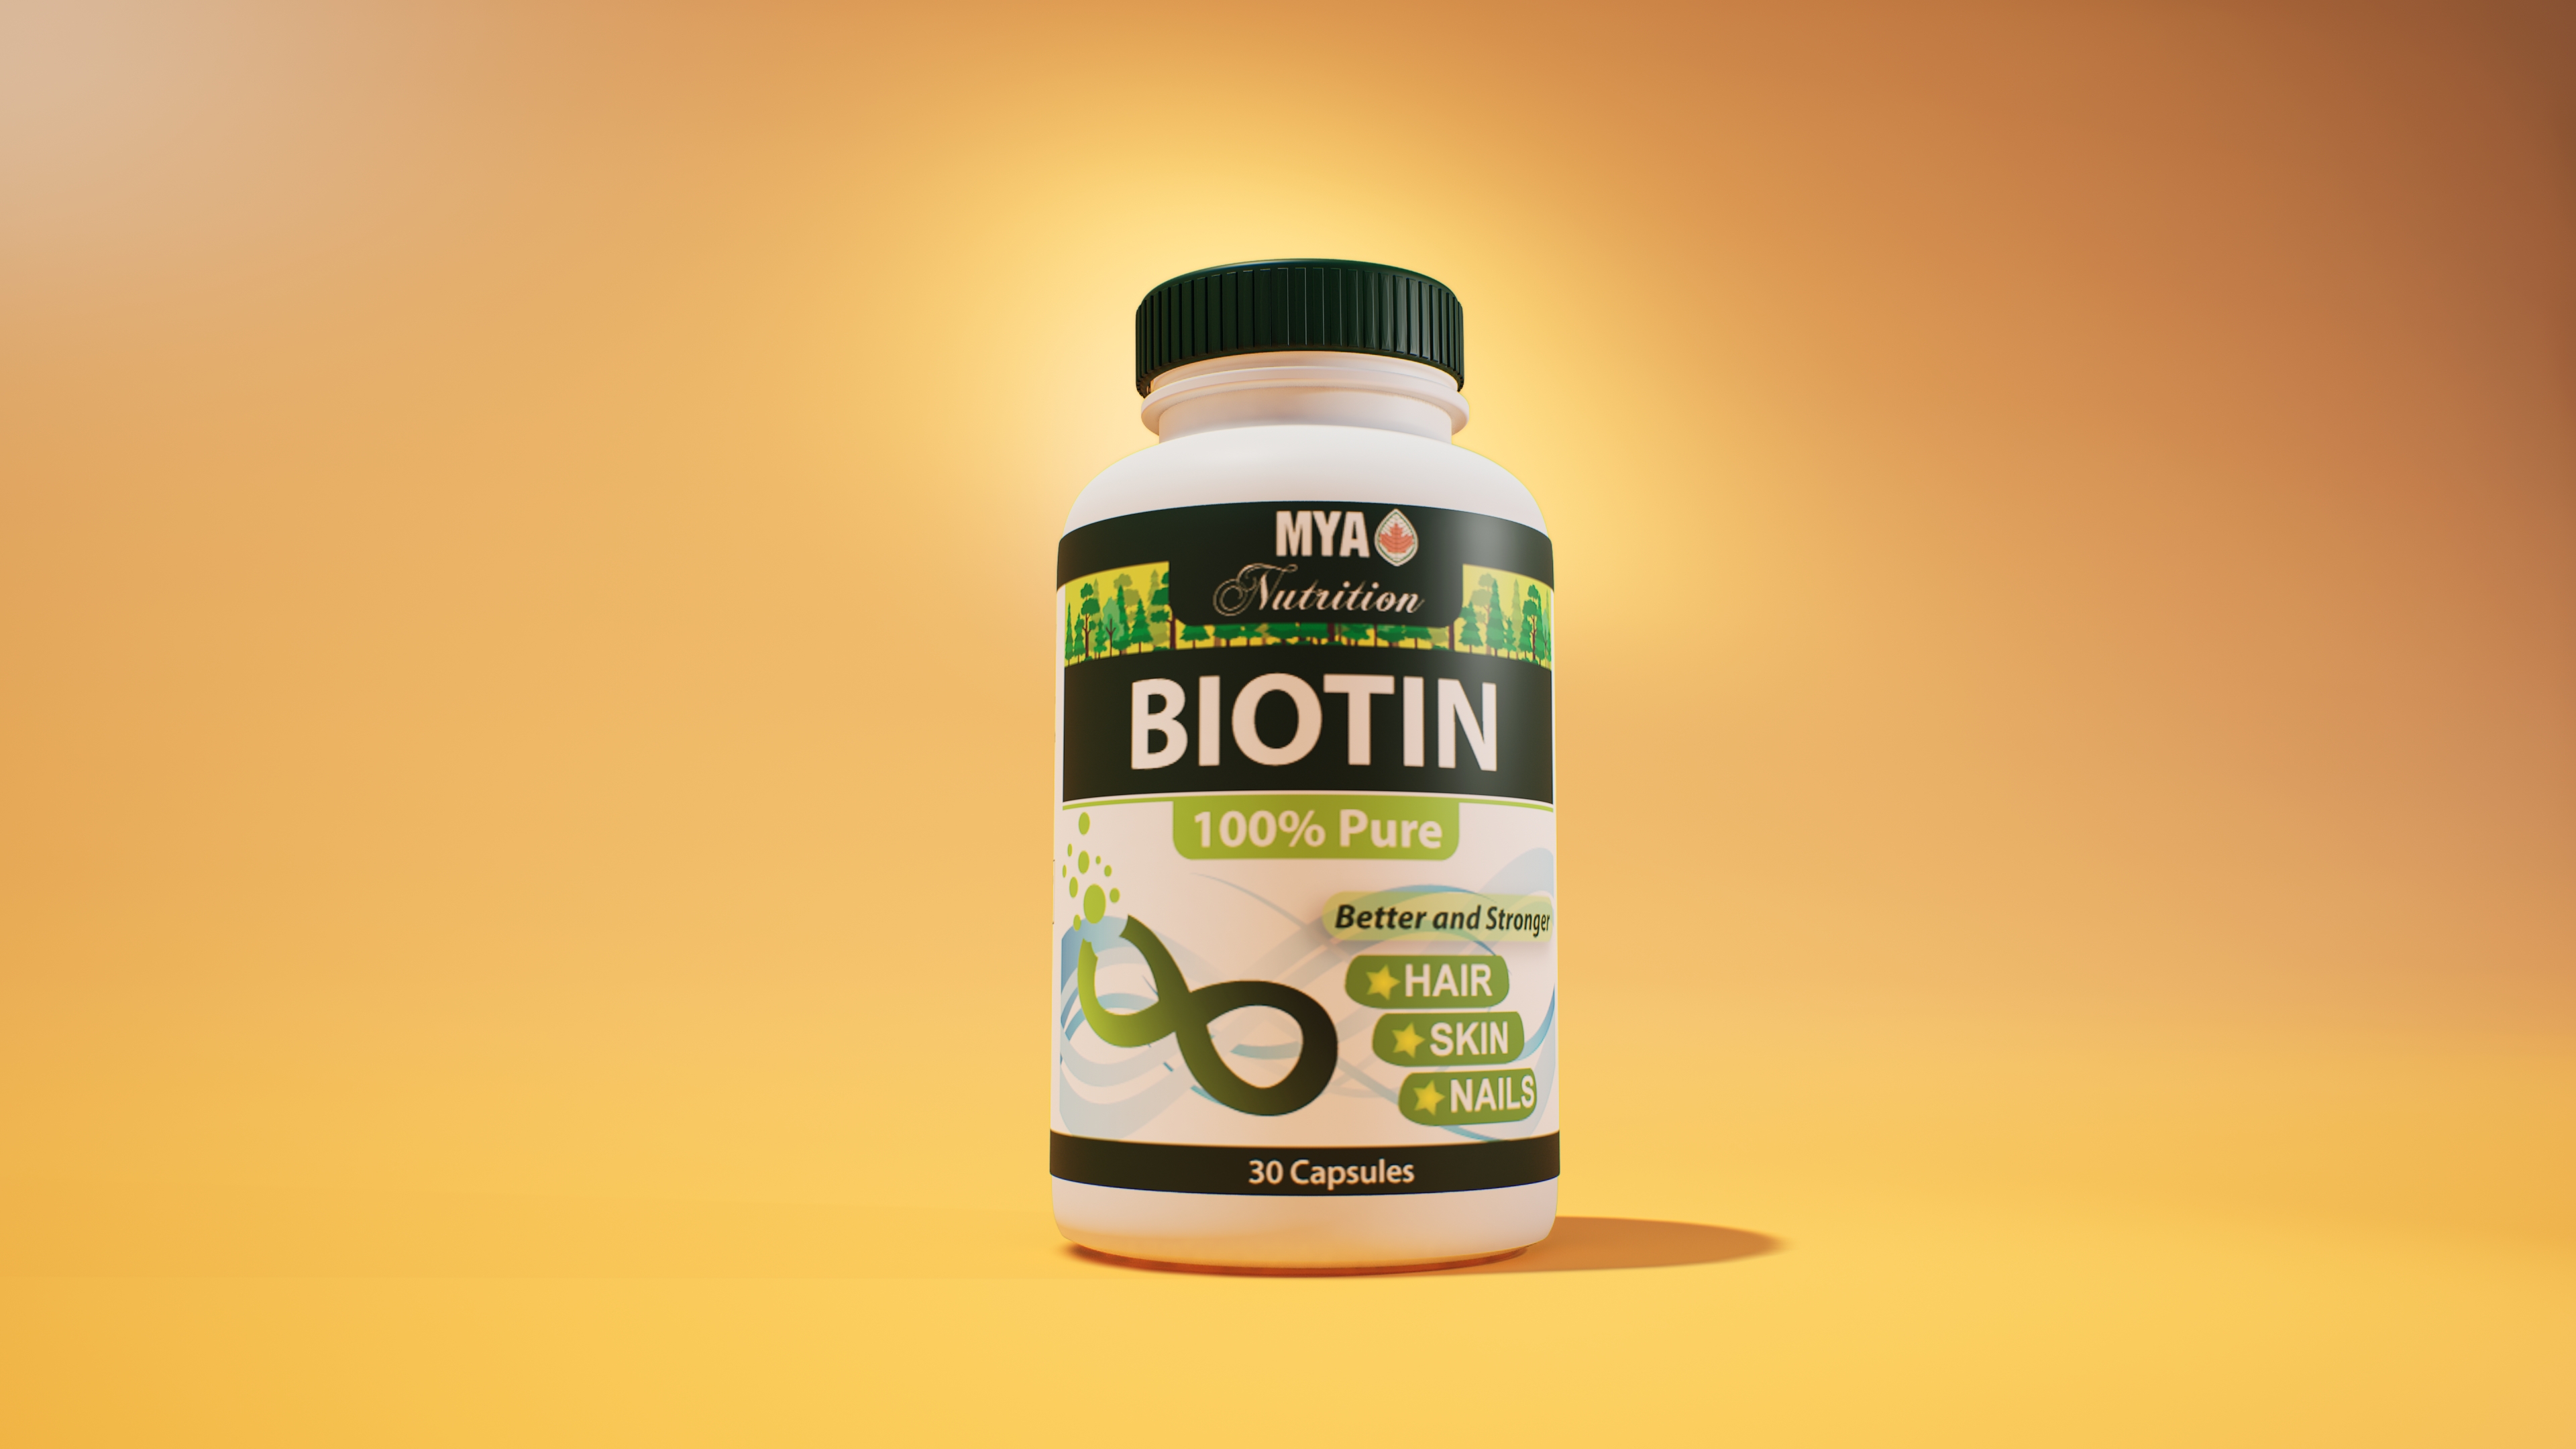 MYA
Nutrition
BIOTIN
100% Pure
Better and Stronger
HAIR
SKIN
NAILS
30 Capsules